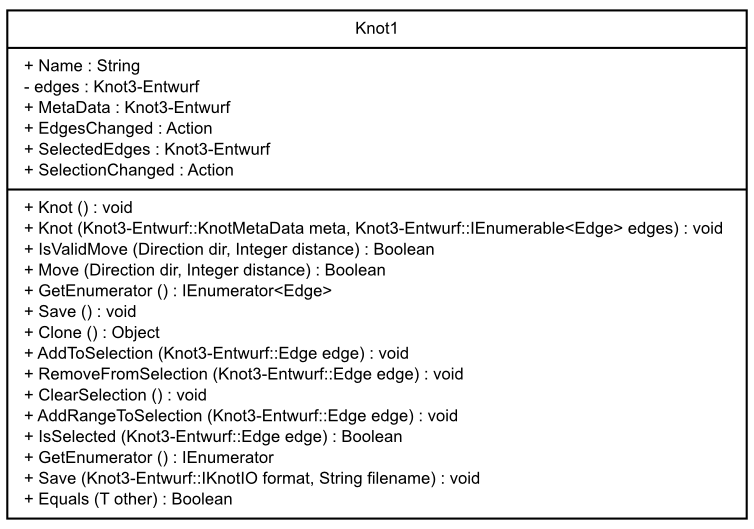 Knot1
+ Name : String
- edges : Knot3-Entwurf
+ MetaData : Knot3-Entwurf
+ EdgesChanged : Action
+ SelectedEdges : Knot3-Entwurf
+ SelectionChanged : Action
+ Knot () : void
+ Knot (Knot3-Entwurf::KnotMetaData meta, Knot3-Entwurf::IEnumerable<Edge> edges) : void
+ IsValidMove (Direction dir, Integer distance) : Boolean
+ Move (Direction dir, Integer distance) : Boolean
+ GetEnumerator () : IEnumerator<Edge>
+ Save () : void
+ Clone () : Object
+ AddToSelection (Knot3-Entwurf::Edge edge) : void
+ RemoveFromSelection (Knot3-Entwurf::Edge edge) : void
+ ClearSelection () : void
+ AddRangeToSelection (Knot3-Entwurf::Edge edge) : void
+ IsSelected (Knot3-Entwurf::Edge edge) : Boolean
+ GetEnumerator () : IEnumerator
+ Save (Knot3-Entwurf::IKnotIO format, String filename) : void
+ Equals (T other) : Boolean